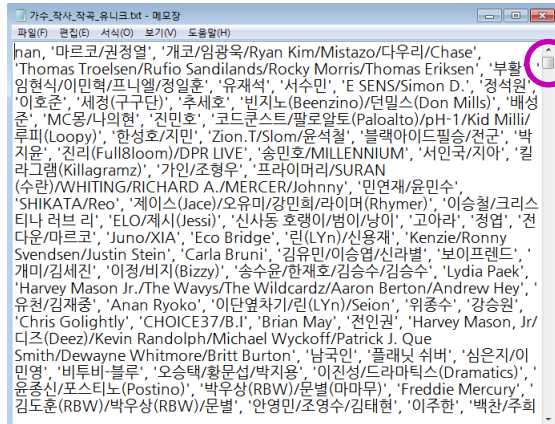 가수_작사_작곡_유니크.txt - 메모장
파일(F) 편집(E) 서식(O) 보기(V) 도움말(H)
nan, '마르코/권정열', '개코/임광욱/Ryan Kim/Mistazo/다우리/Chase',
'Thomas Troelsen/Rufio Sandilands/Rocky Morris/Thomas Eriksen', '부활', '
임현식/이민혁/프니엘/정일훈', '유재석', '서수민', 'E SENS/Simon D.', '정석원',
'이호준', '세정(구구단)', '추세호', '빈지노(Beenzino)/던밀스(Don Mills)', '배성
준', 'MC몽/나의현', '진민호', '코드쿤스트/팔로알토(Paloalto)/pH-1/Kid Milli/
루피(Loopy)', '한성호/지민', 'Zion.T/Slom/윤석철', '블랙아이드필승/전군', '박
지윤', '진리(Full8loom)/DPR LIVE', '송민호/MILLENNIUM', '서인국/지아', '킬
라그램(Killagramz)', '가인/조형우', '프라이머리/SURAN
(수란)/WHITING/RICHARD A./MERCER/Johnny', '민연재/윤민수',
'SHIKATA/Reo', '제이스(Jace)/오유미/강민희/라이머(Rhymer)', '이승철/크리스
티나 러브 리', 'ELO/제시(Jessi)', '신사동 호랭이/범이/낭이', '고아라', '정엽', '전
다운/마르코', 'Juno/XIA', 'Eco Bridge', '린(LYn)/신용재', 'Kenzie/Ronny
Svendsen/Justin Stein', 'Carla Bruni', '김유민/이승엽/신라별', '보이프렌드', '
개미/김세진', '이정/비지(Bizzy)', '송수윤/한재호/김승수/김승수', 'Lydia Paek',
'Harvey Mason Jr./The Wavys/The Wildcardz/Aaron Berton/Andrew Hey', '
유천/김재중', 'Anan Ryoko', '이단옆차기/린(LYn)/Seion', '위종수', '강승원',
'Chris Golightly', 'CHOICE37/B.I', 'Brian May', '전인권', 'Harvey Mason, Jr/
디즈(Deez)/Kevin Randolph/Michael Wyckoff/Patrick J. Que
Smith/Dewayne Whitmore/Britt Burton', '남국인', '플래닛 쉬버', '심은지/이
민영', '비투비-블루', '오승택/황문섭/박지용', '이진성/드라마틱스(Dramatics)', '
윤종신/포스티노(Postino)', '박우상(RBW)/문별(마마무)', 'Freddie Mercury', '
김도훈(RBW)/박우상(RBW)/문별', '안영민/조영수/김태현', '이주한', '백찬/주희